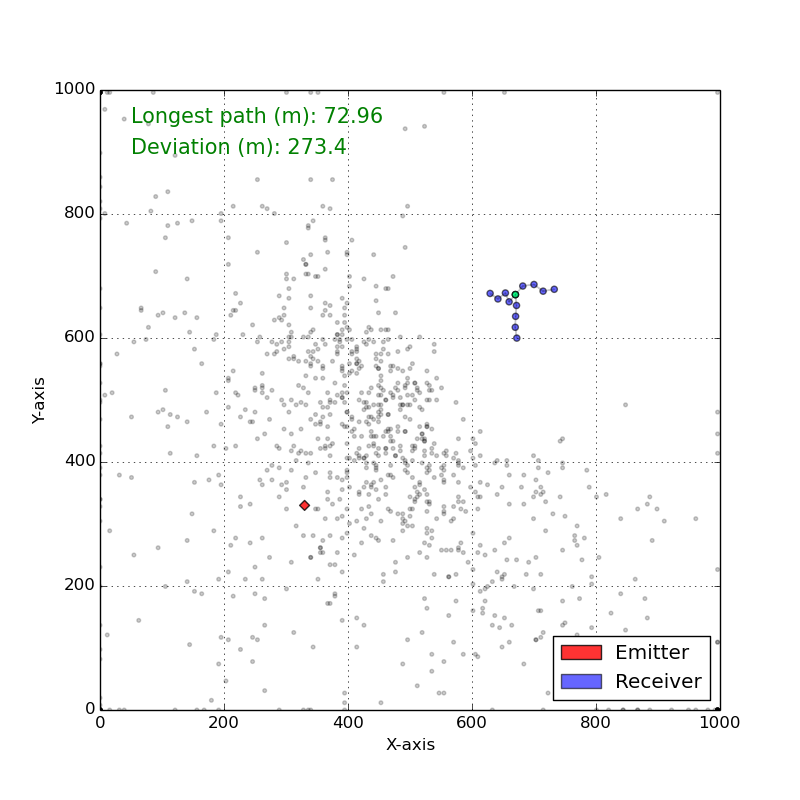 1000
Longest path (m): 72.96
Deviation (m): 273.4
800
600
Y-axis
400
200
Emitter
Receiver
0
0 200 400 600 800 1000
X-axis